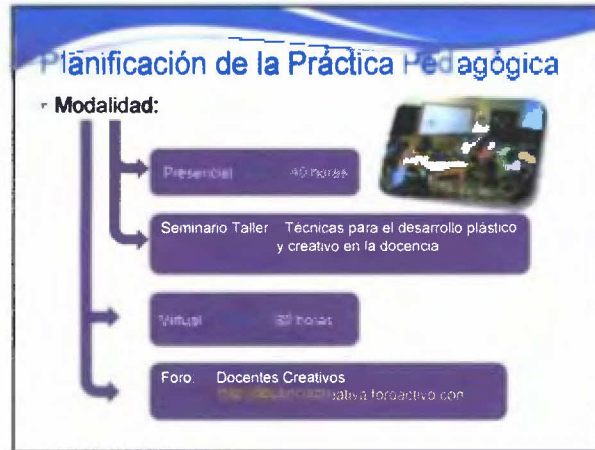 Planificación de la Práctica Pedagógica
Modalidad:
Presencial 40 horas
Seminario Taller Técnicas para el desarrollo plástico
y creativo en la docencia
Virtual horas
Foro: Docentes Creativos